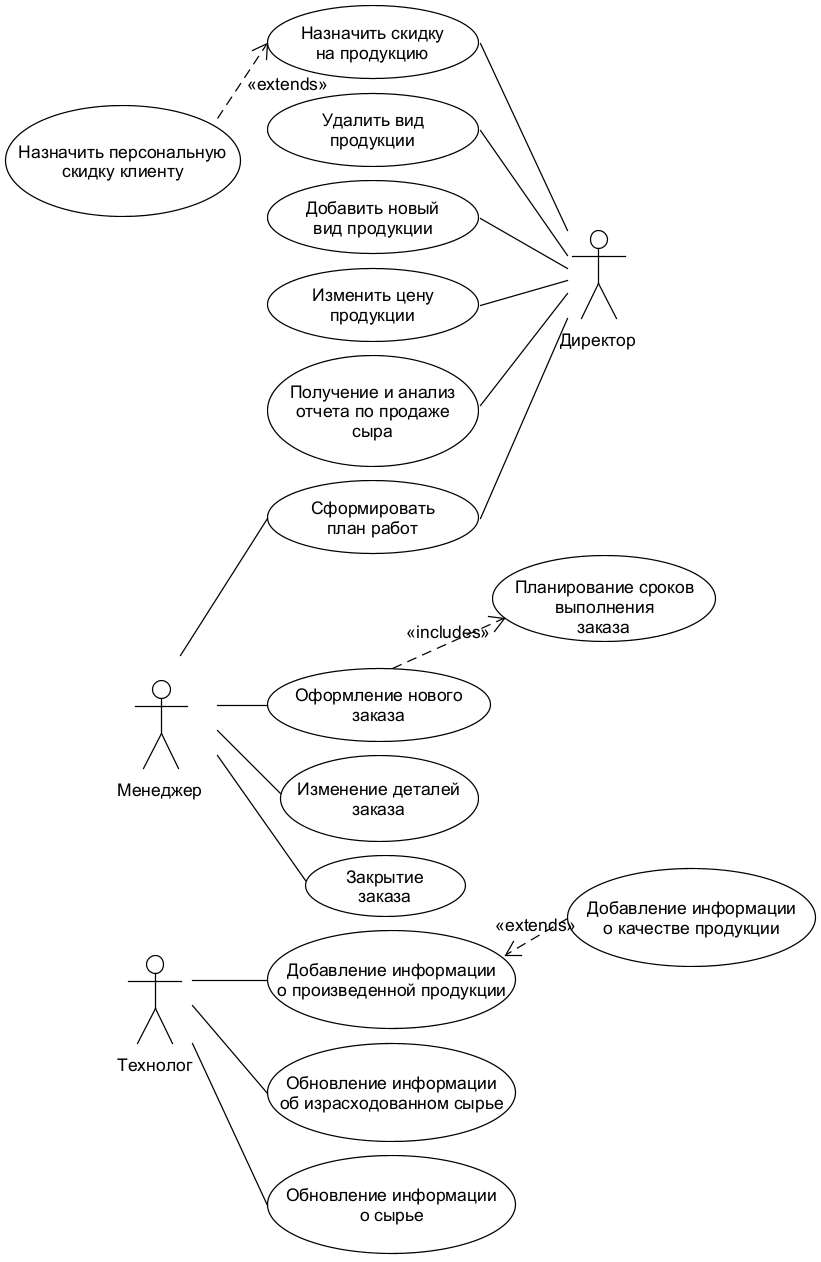 Назначить скидку
на продукцию
«extends»
Назначить персональную
скидку клиенту
Удалить вид
продукции
Добавить новый
вид продукции
Изменить цену
продукции
Директор
Получение и анализ
отчета по продаже
сыра
Сформировать
план работ
Планирование сроков
выполнения
заказа
«includes»
Оформление нового
заказа
Менеджер
Изменение деталей
заказа
Закрытие
заказа
Добавление информации
о качестве продукции
«extends»
Добавление информации
о произведенной продукции
Технолог
Обновление информации
об израсходованном сырье
Обновление информации
о сырье